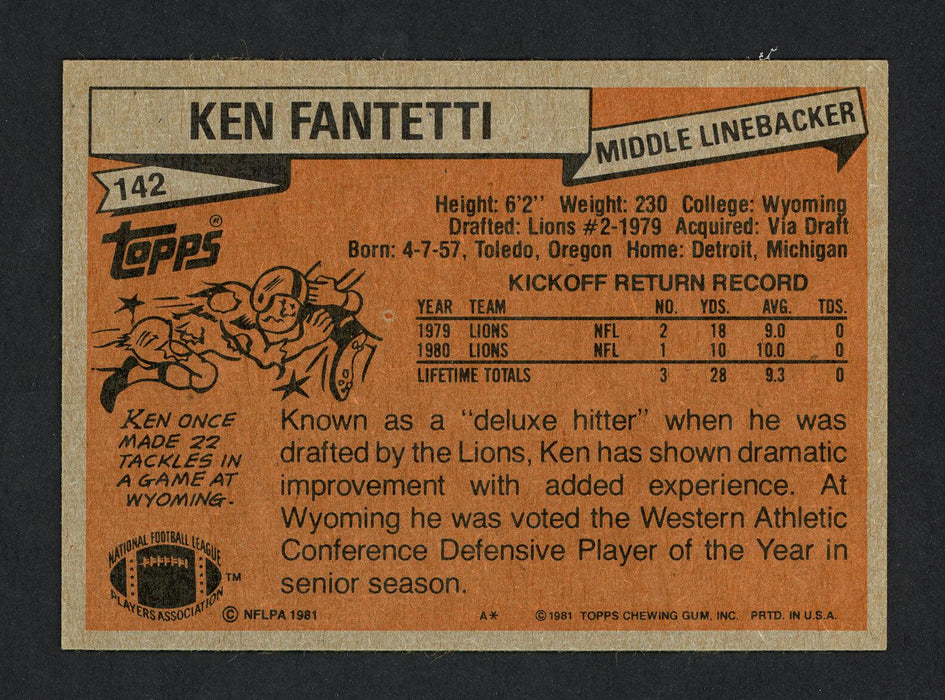 KEN FANTETTI
MIDDLE LINEBACKER
142
Topps®
Height: 6'2'' Weight: 230 College: Wyoming
Drafted: Lions #2-1979 Acquired: Via Draft
Born: 4-7-57, Toledo, Oregon Home: Detroit, Michigan
KICKOFF RETURN RECORD
YEAR TEAM NO. YDS. AVG. TDS.
1979 LIONS NFL 2 18 9.0 0
1980 LIONS NFL 1 10 10.0 0
LIFETIME TOTALS 3 28 9.3 0
KEN ONCE
MADE 22
TACKLES IN
A GAME AT
WYOMING.
Known as a "deluxe hitter" when he was
drafted by the Lions, Ken has shown dramatic
improvement with added experience. At
Wyoming he was voted the Western Athletic
Conference Defensive Player of the Year in
senior season.
NATIONAL FOOTBALL LEAGUE
PLAYERS ASSOCIATION
TM
© NFLPA 1981
A*
© 1981 TOPPS CHEWING GUM, INC. PRTD. IN U.S.A.